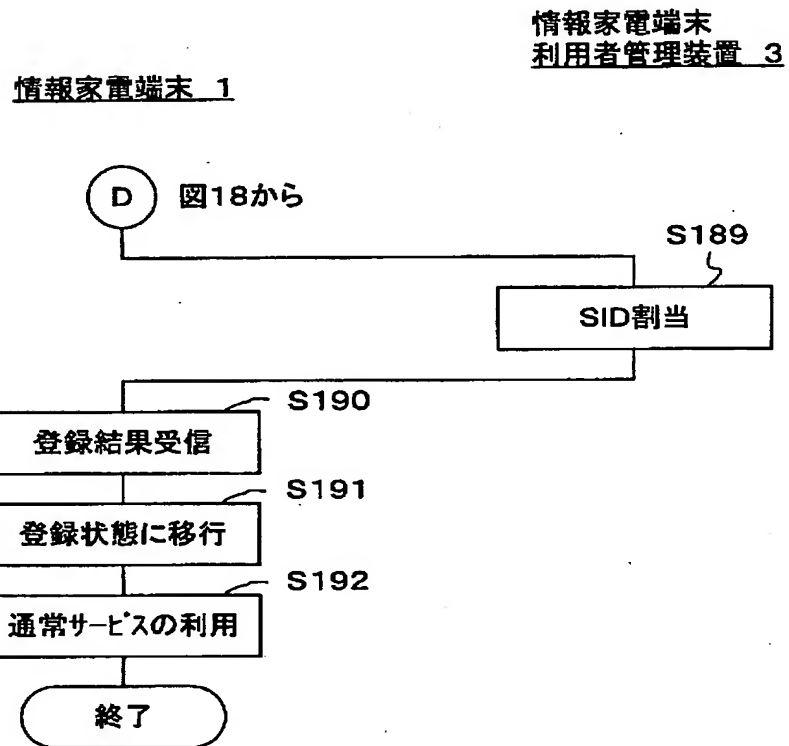 情報家電端末
利用者管理装置 3
情報家電端末 1
D 図18から
S189
SID割当
S190
登録結果受信
S191
登録状態に移行
S192
通常ｻｰﾋﾞｽの利用
終了